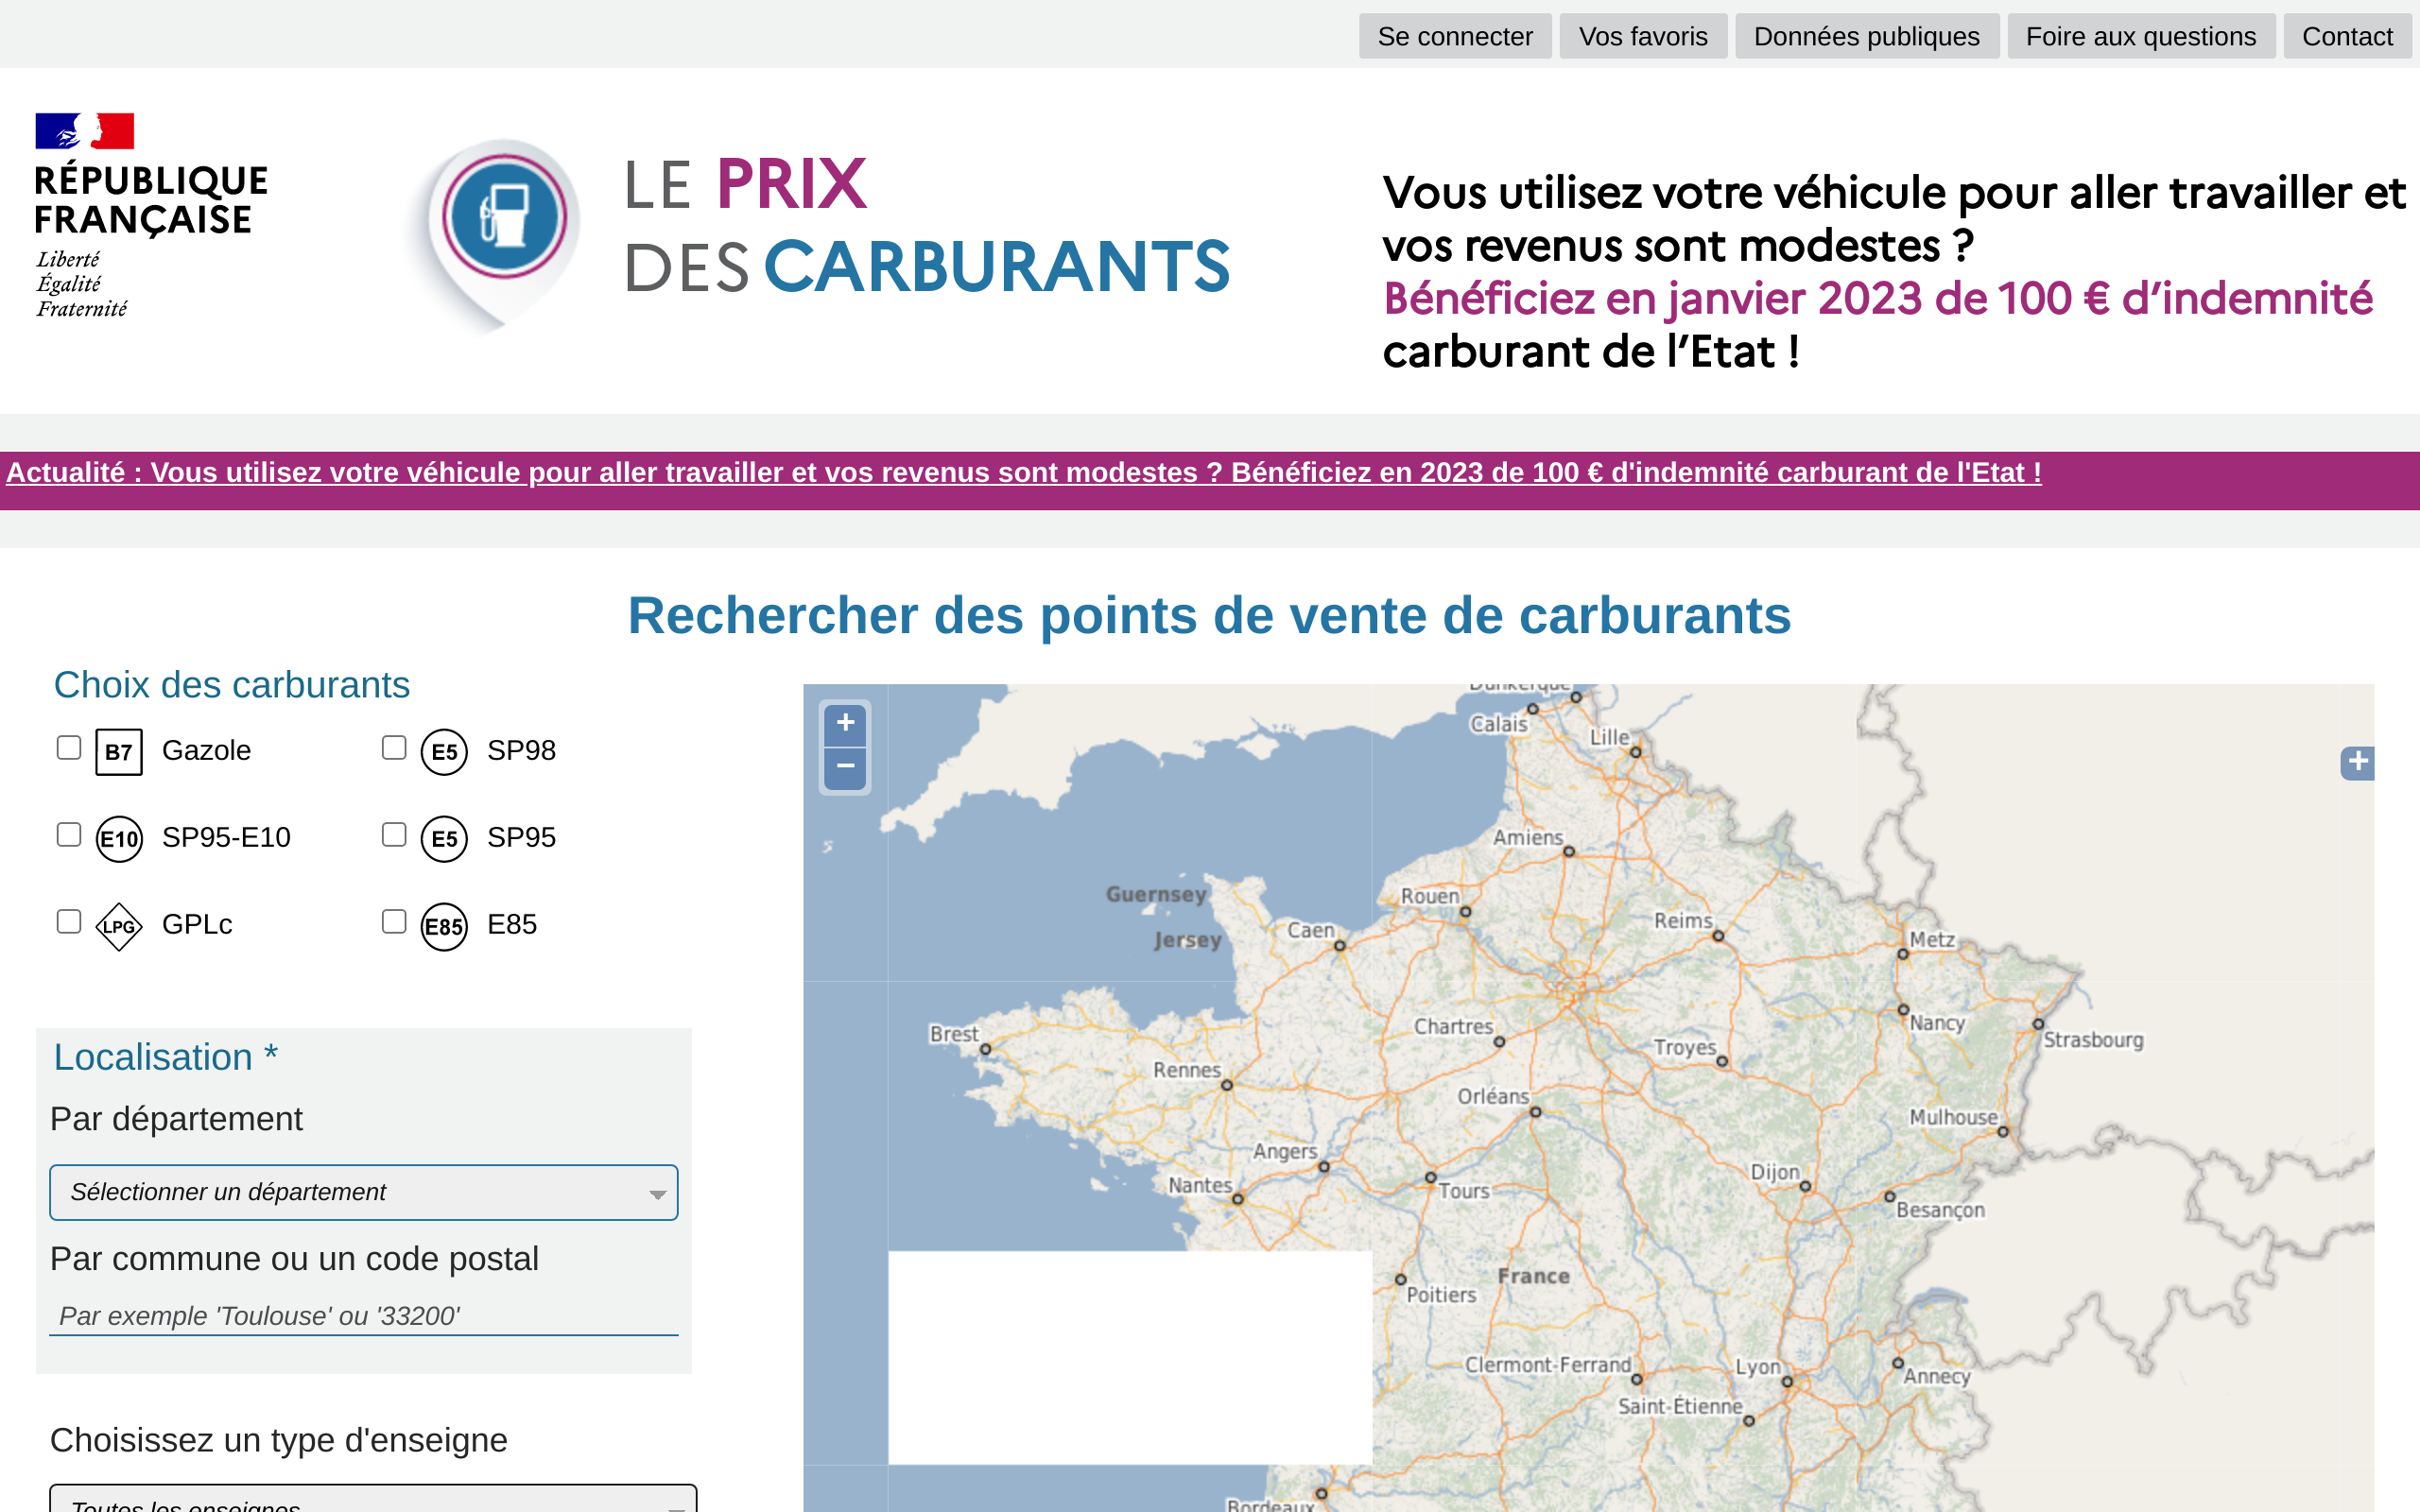 Se connecter Vos favoris Données publiques Foire aux questions Contact
RÉPUBLIQUE
FRANÇAISE
Liberté
Égalité
Fraternité
LE PRIX
DES CARBURANTS
Vous utilisez votre véhicule pour aller travailler et
vos revenus sont modestes ?
Bénéficiez en janvier 2023 de 100 € d’indemnité
carburant de l’Etat !
Actualité : Vous utilisez votre véhicule pour aller travailler et vos revenus sont modestes ? Bénéficiez en 2023 de 100 € d'indemnité carburant de l'Etat !
Rechercher des points de vente de carburants
Choix des carburants
B7 Gazole E5 SP98
E10 SP95-E10 E5 SP95
LPG GPLc E85 E85
Localisation *
Par département
Sélectionner un département
Par commune ou un code postal
Par exemple 'Toulouse' ou '33200'
Choisissez un type d'enseigne
Toutes les enseignes
+
−
+
Dunkerque
Calais
Lille
Amiens
Guernsey
Rouen
Reims
Jersey
Caen
Metz
Brest
Chartres
Nancy
Strasbourg
Rennes
Troyes
Orléans
Mulhouse
Angers
Nantes
Tours
Dijon
Besançon
France
Poitiers
Clermont-Ferrand
Lyon
Annecy
Saint-Étienne
Bordeaux